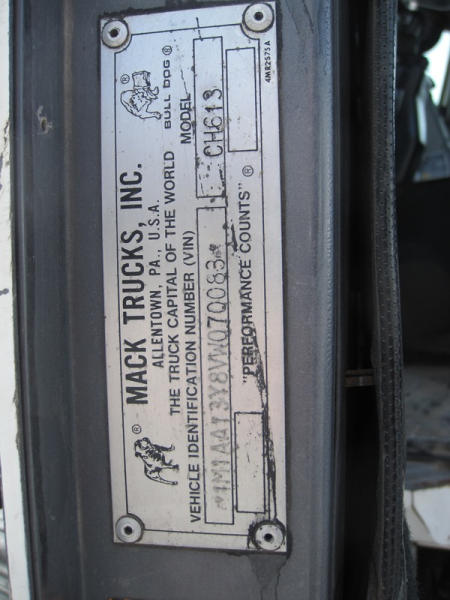 MACK TRUCKS, INC.
ALLENTOWN, PA., U.S.A.
THE TRUCK CAPITAL OF THE WORLD
BULL DOG ®
VEHICLE IDENTIFICATION NUMBER (VIN)
MODEL
CH613
"PERFORMANCE COUNTS" ®
4MR2575A